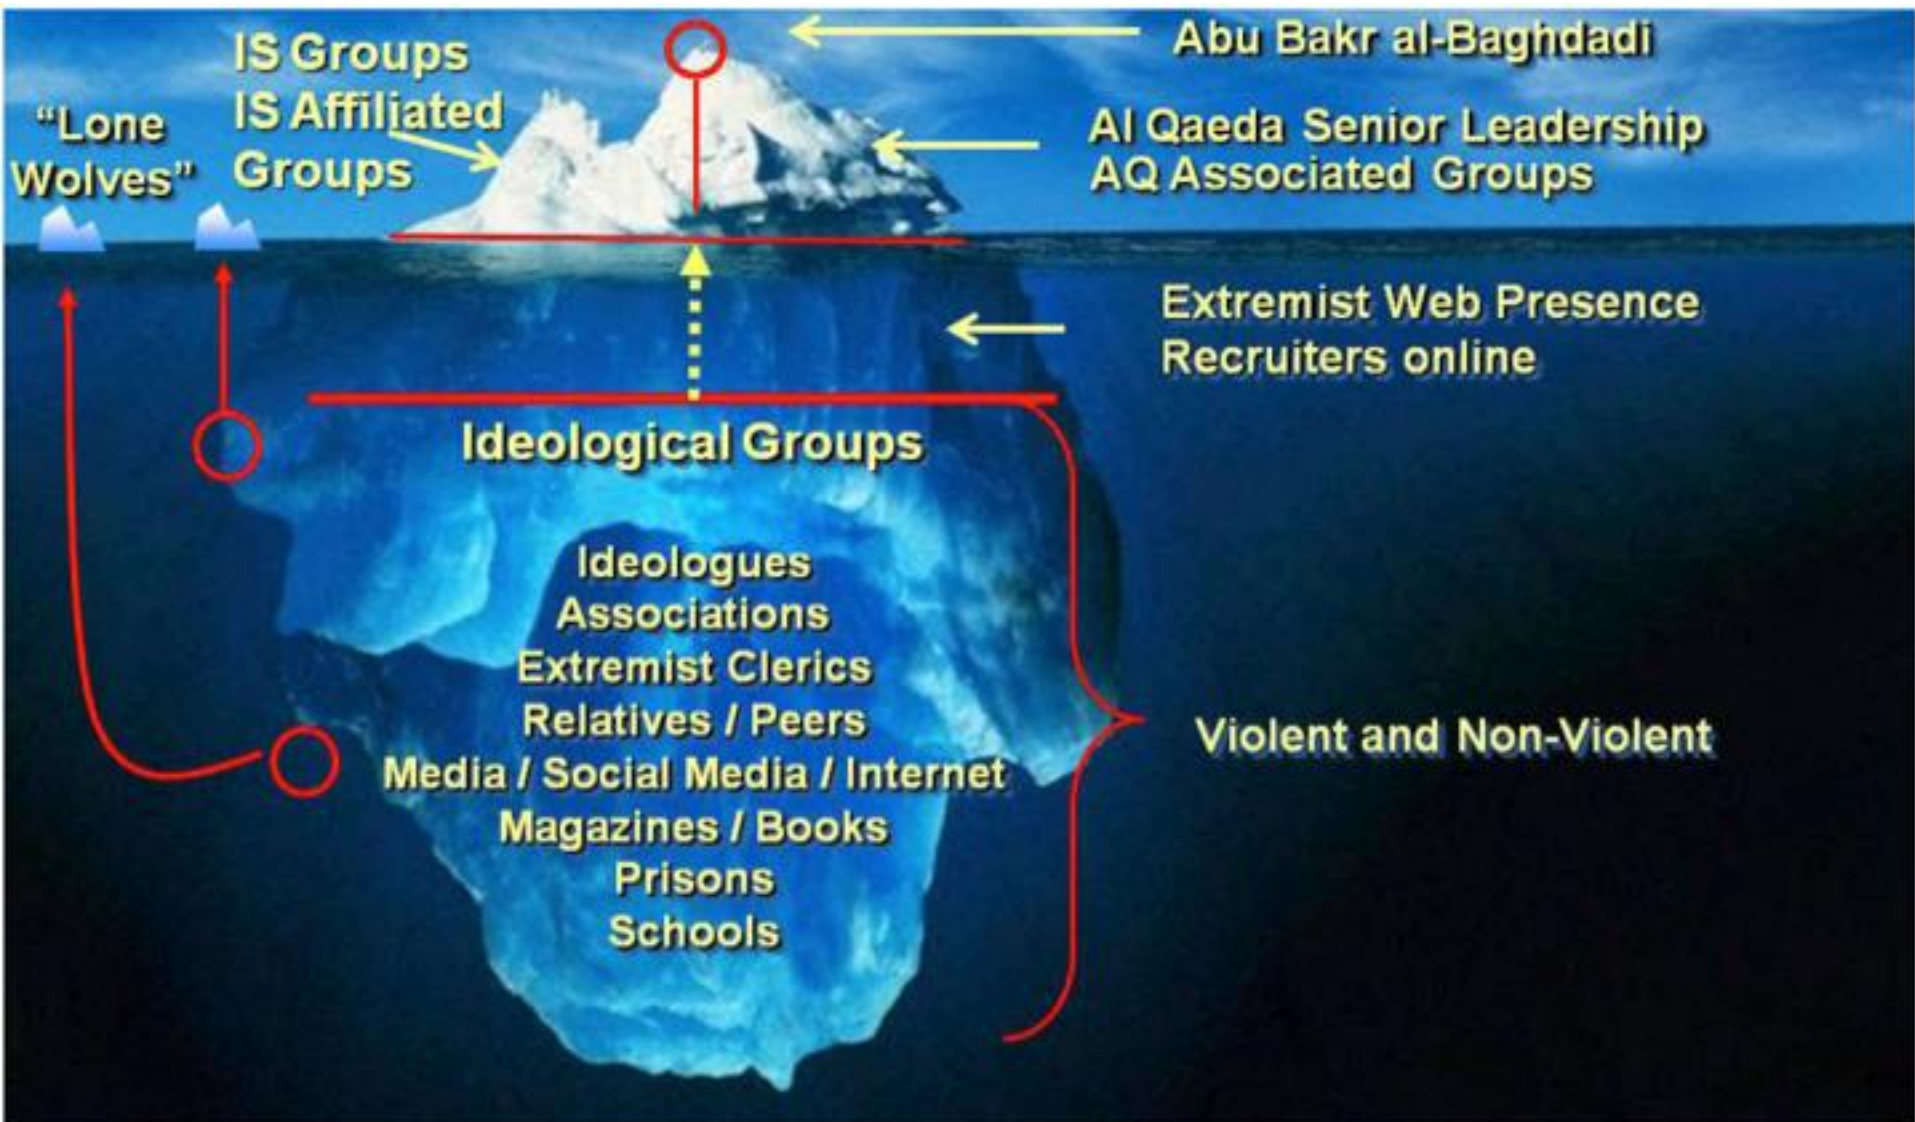 IS Groups
IS Affiliated
Groups
“Lone
Wolves”
Abu Bakr al-Baghdadi
Al Qaeda Senior Leadership
AQ Associated Groups
Extremist Web Presence
Recruiters online
Ideological Groups
Ideologues
Associations
Extremist Clerics
Relatives / Peers
Media / Social Media / Internet
Magazines / Books
Prisons
Schools
Violent and Non-Violent